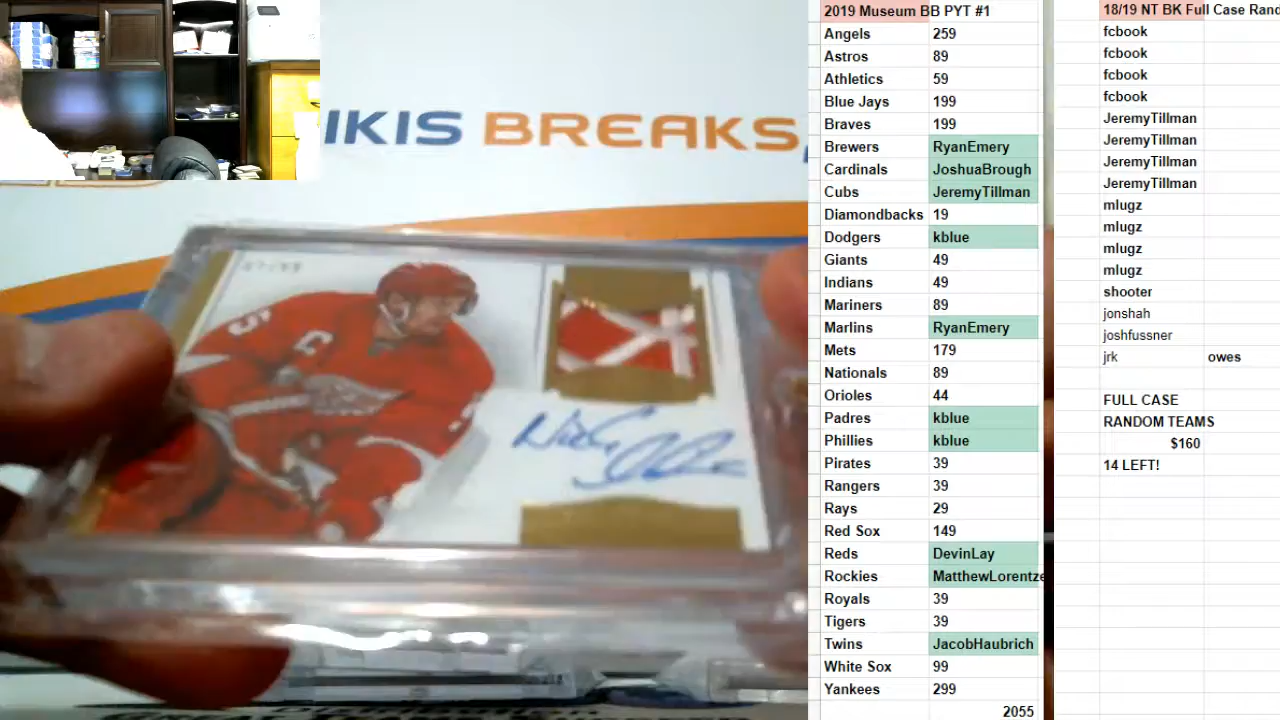 IKIS BREAKS
Nick
2019 Museum BB PYT #1
Angels 259
Astros 89
Athletics 59
Blue Jays 199
Braves 199
Brewers RyanEmery
Cardinals JoshuaBrough
Cubs JeremyTillman
Diamondbacks 19
Dodgers kblue
Giants 49
Indians 49
Mariners 89
Marlins RyanEmery
Mets 179
Nationals 89
Orioles 44
Padres kblue
Phillies kblue
Pirates 39
Rangers 39
Rays 29
Red Sox 149
Reds DevinLay
Rockies MatthewLorentze
Royals 39
Tigers 39
Twins JacobHaubrich
White Sox 99
Yankees 299
2055
18/19 NT BK Full Case Rand
fcbook
fcbook
fcbook
fcbook
JeremyTillman
JeremyTillman
JeremyTillman
JeremyTillman
mlugz
mlugz
mlugz
mlugz
shooter
jonshah
joshfussner
jrk owes
FULL CASE
RANDOM TEAMS
$160
14 LEFT!